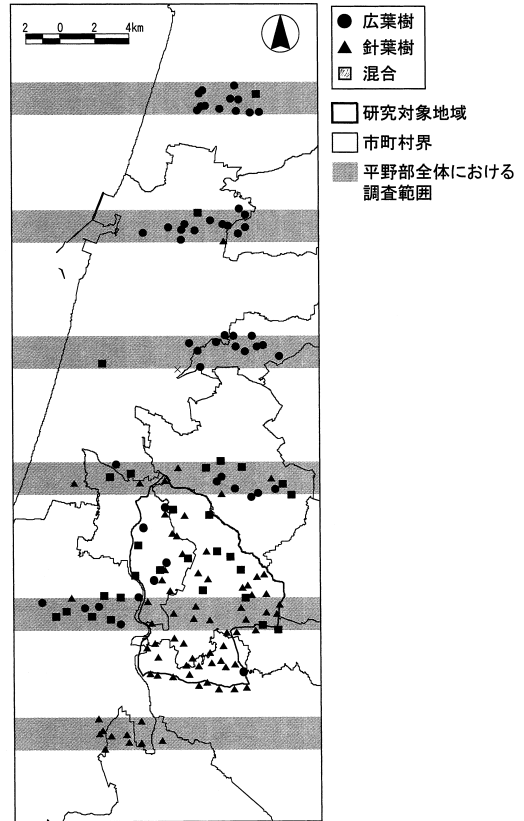 2 0 2 4km
広葉樹
針葉樹
混合
研究対象地域
市町村界
平野部全体における
調査範囲